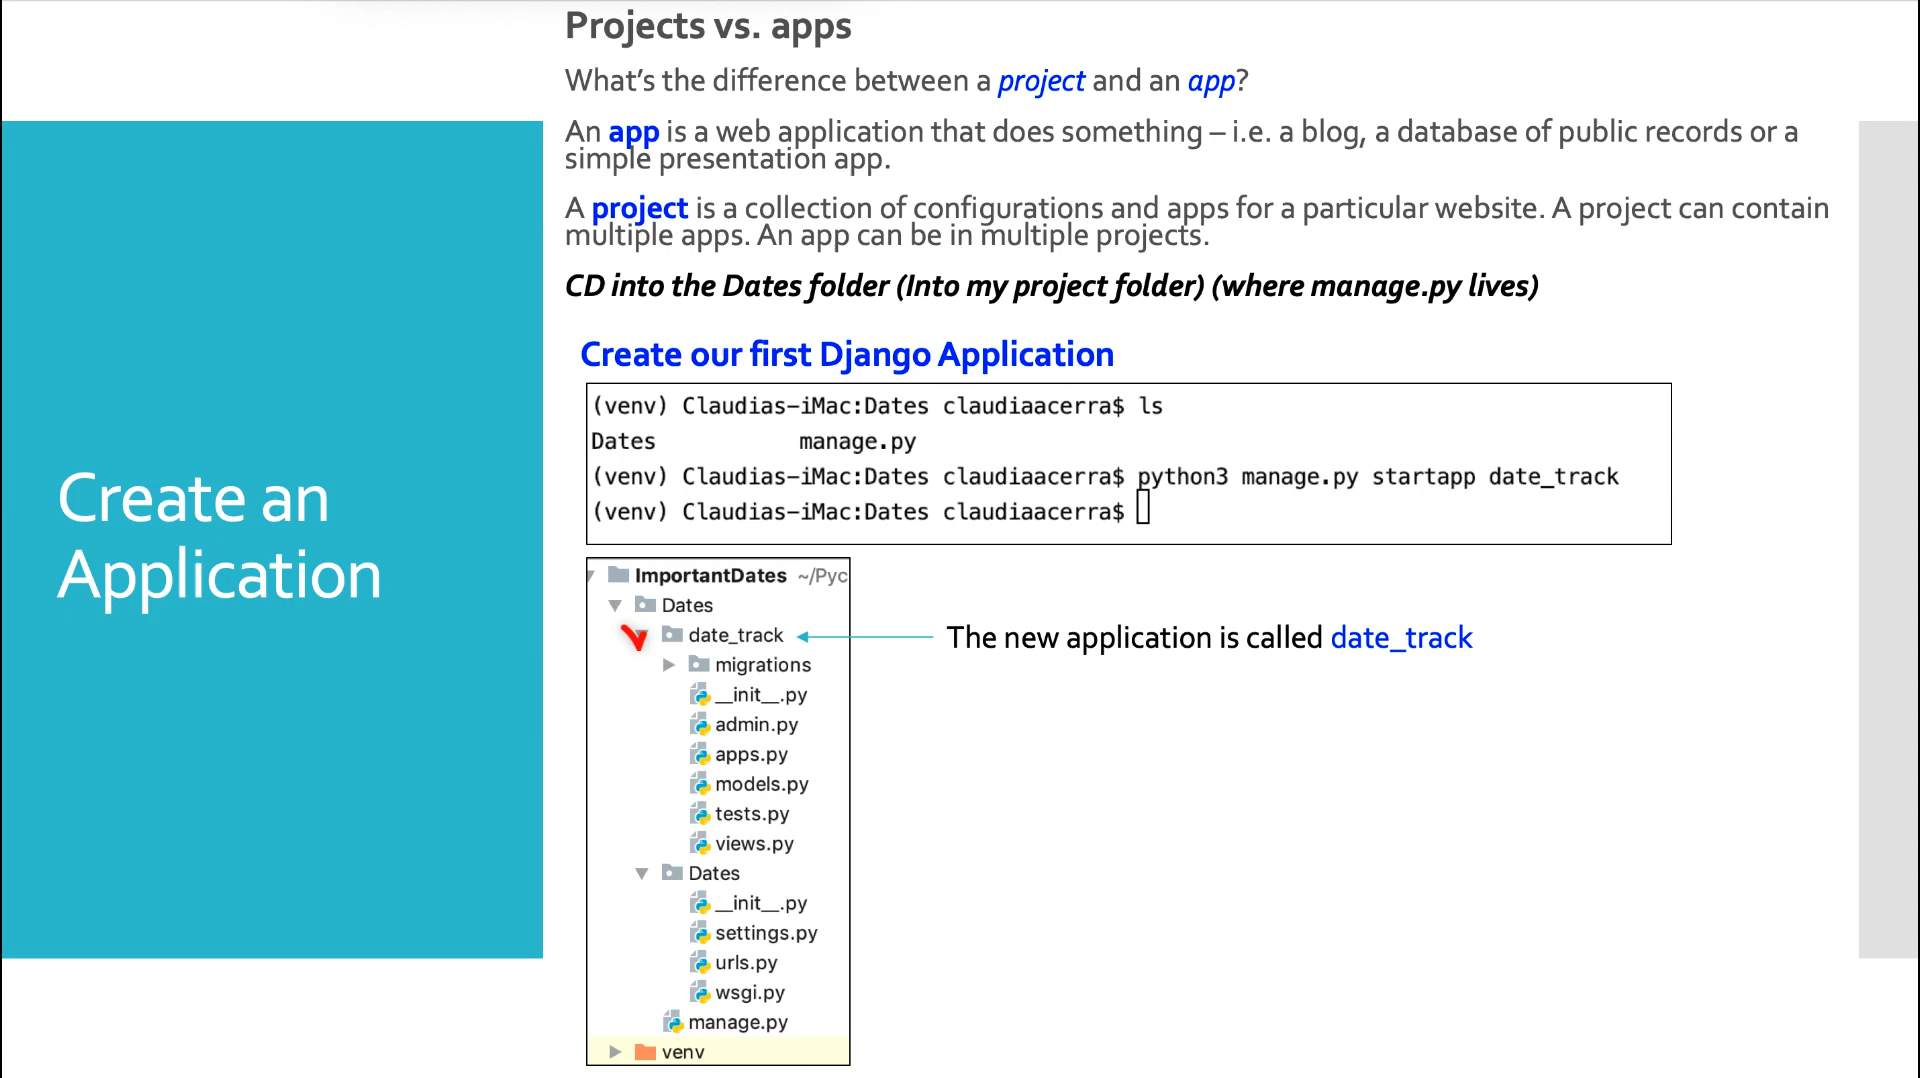 Projects vs. apps
What's the difference between a project and an app?
An app is a web application that does something – i.e. a blog, a database of public records or a
simple presentation app.
A project is a collection of configurations and apps for a particular website. A project can contain
multiple apps. An app can be in multiple projects.
CD into the Dates folder (Into my project folder) (where manage.py lives)
Create an
Application
Create our first Django Application
(venv) Claudias-iMac:Dates claudiaacerra$ ls
Dates manage.py
(venv) Claudias-iMac:Dates claudiaacerra$ python3 manage.py startapp date_track
(venv) Claudias-iMac:Dates claudiaacerra$
ImportantDates ~/Pyc
Dates
date_track
The new application is called date_track
migrations
__init__.py
admin.py
apps.py
models.py
tests.py
views.py
Dates
__init__.py
settings.py
urls.py
wsgi.py
manage.py
venv